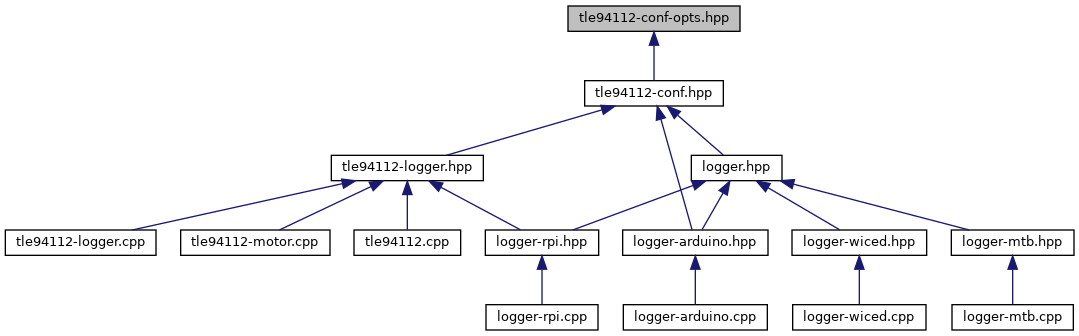 tle94112-conf-opts.hpp
tle94112-conf.hpp
tle94112-logger.hpp
logger.hpp
tle94112-logger.cpp
tle94112-motor.cpp
tle94112.cpp
logger-rpi.hpp
logger-arduino.hpp
logger-wiced.hpp
logger-mtb.hpp
logger-rpi.cpp
logger-arduino.cpp
logger-wiced.cpp
logger-mtb.cpp